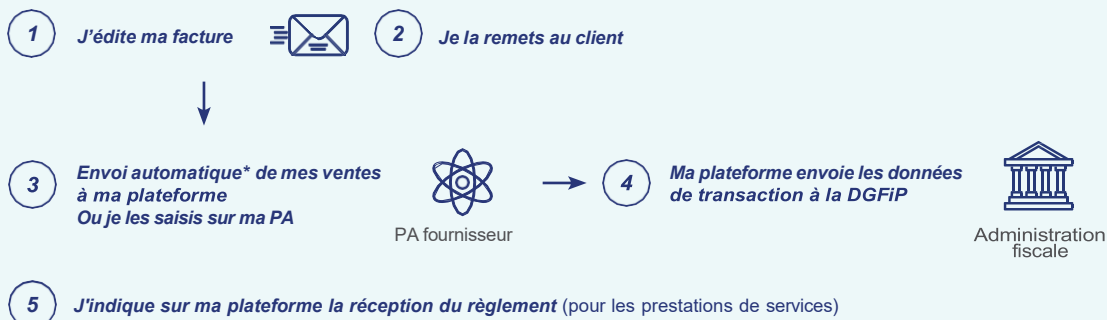 1 J’édite ma facture
2 Je la remets au client
3 Envoi automatique* de mes ventes
à ma plateforme
Ou je les saisis sur ma PA
PA fournisseur
4 Ma plateforme envoie les données
de transaction à la DGFiP
Administration
fiscale
5 J'indique sur ma plateforme la réception du règlement (pour les prestations de services)